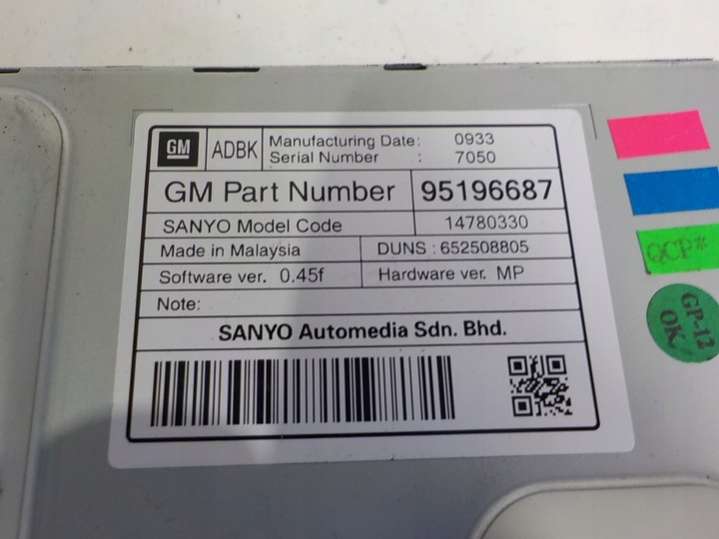 GM ADBK Manufacturing Date: 0933
Serial Number : 7050
GM Part Number 95196687
SANYO Model Code 14780330
Made in Malaysia DUNS : 652508805
Software ver. 0.45f Hardware ver. MP
Note:
SANYO Automedia Sdn. Bhd.
QCP#
GP-12
OK